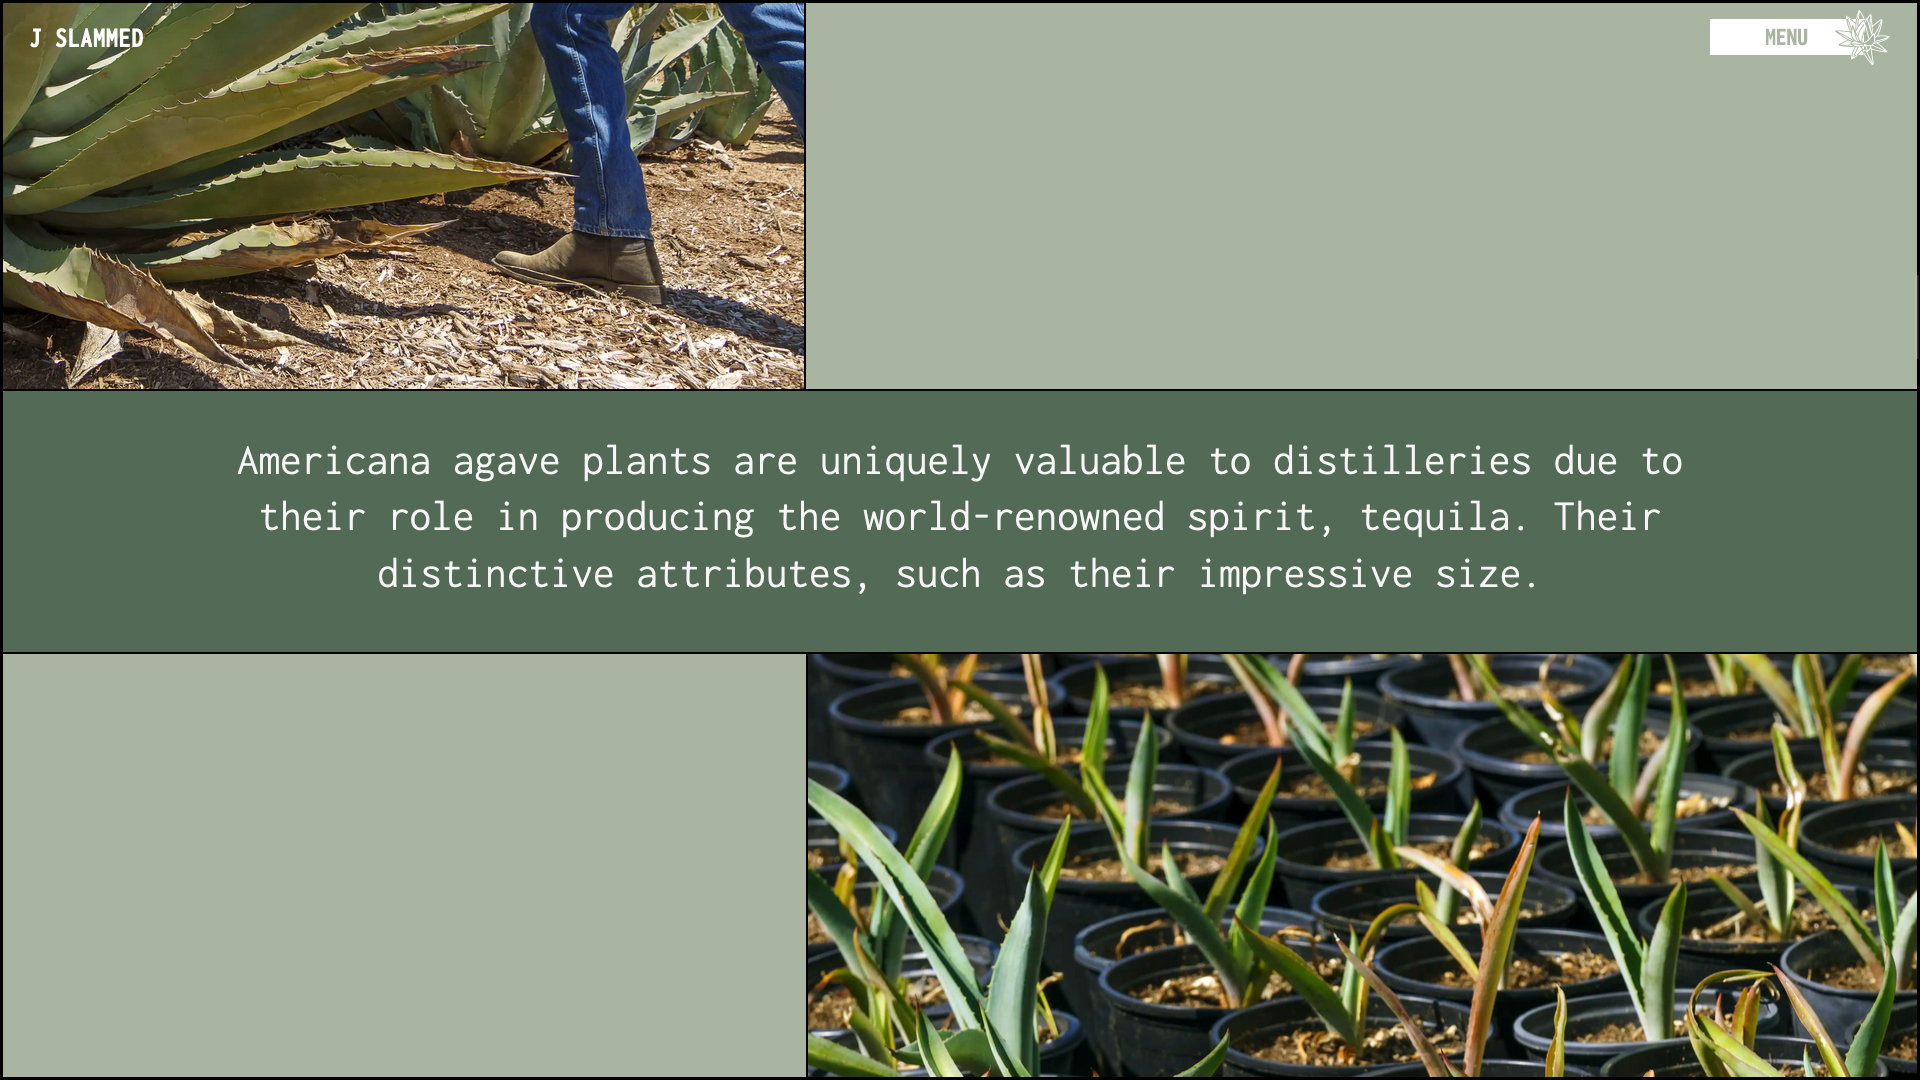 J SLAMMED
MENU
Americana agave plants are uniquely valuable to distilleries due to
their role in producing the world-renowned spirit, tequila. Their
distinctive attributes, such as their impressive size.